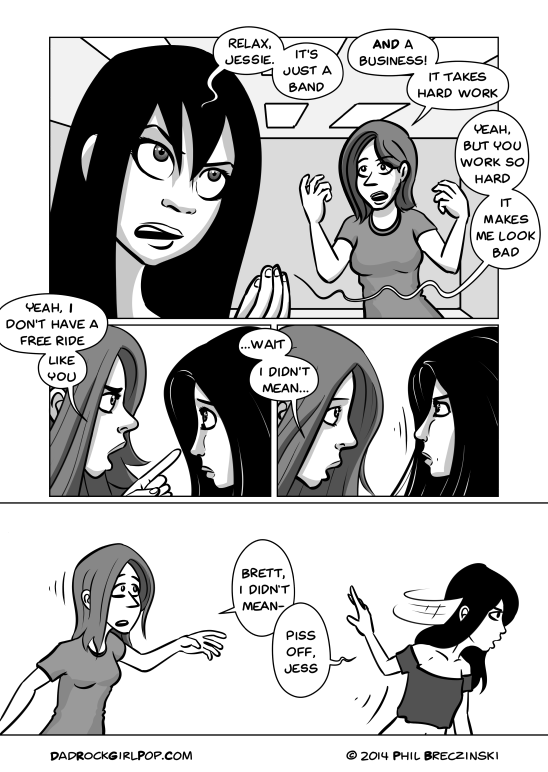 RELAX,
JESSIE.
IT'S
JUST A
BAND
AND A
BUSINESS!
IT TAKES
HARD WORK
YEAH,
BUT YOU
WORK SO
HARD
IT
MAKES
ME LOOK
BAD
YEAH, I
DON'T HAVE A
FREE RIDE
LIKE
YOU
...WAIT
I DIDN'T
MEAN...
BRETT,
I DIDN'T
MEAN-
PISS
OFF,
JESS
DADROCKGIRLPOP.COM
© 2014 PHIL BRECZINSKI